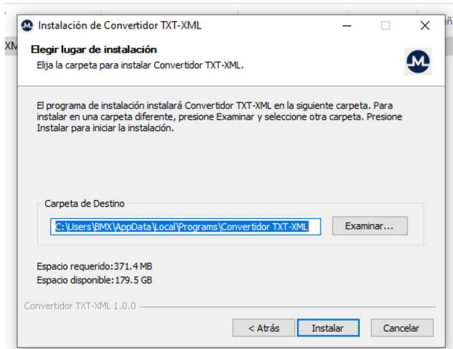 Instalación de Convertidor TXT-XML
Elegir lugar de instalación
Elija la carpeta para instalar Convertidor TXT-XML.
El programa de instalación instalará Convertidor TXT-XML en la siguiente carpeta. Para
instalar en una carpeta diferente, presione Examinar y seleccione otra carpeta. Presione
Instalar para iniciar la instalación.
Carpeta de Destino
C:\Users\BMX\AppData\Local\Programs\Convertidor TXT-XML
Examinar...
Espacio requerido:371.4 MB
Espacio disponible:179.5 GB
Convertidor TXT-XML 1.0.0
< Atrás Instalar Cancelar